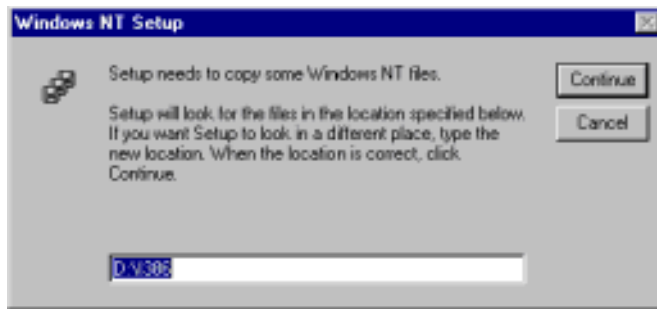 Windows NT Setup
Setup needs to copy some Windows NT files.
Continue
Setup will look for the files in the location specified below.
If you want Setup to look in a different place, type the
new location. When the location is correct, click
Continue.
Cancel
D:\I386